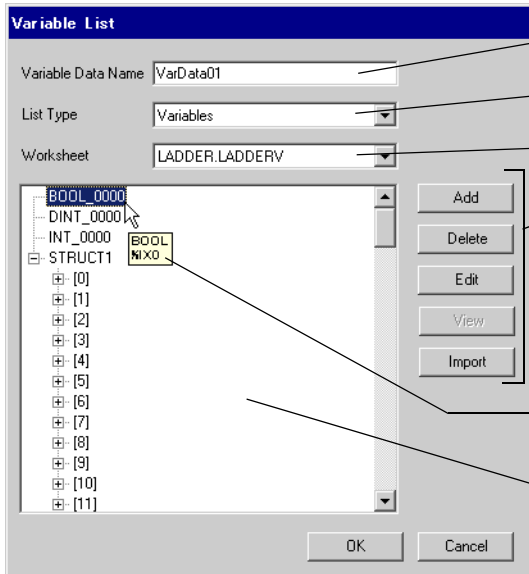 Variable List
Variable Data Name VarData01
List Type Variables
Worksheet LADDER.LADDERV
BOOL_0000
DINT_0000
INT_0000
BOOL
%IX0
STRUCT1
[0]
[1]
[2]
[3]
[4]
[5]
[6]
[7]
[8]
[9]
[10]
[11]
Add
Delete
Edit
View
Import
OK Cancel